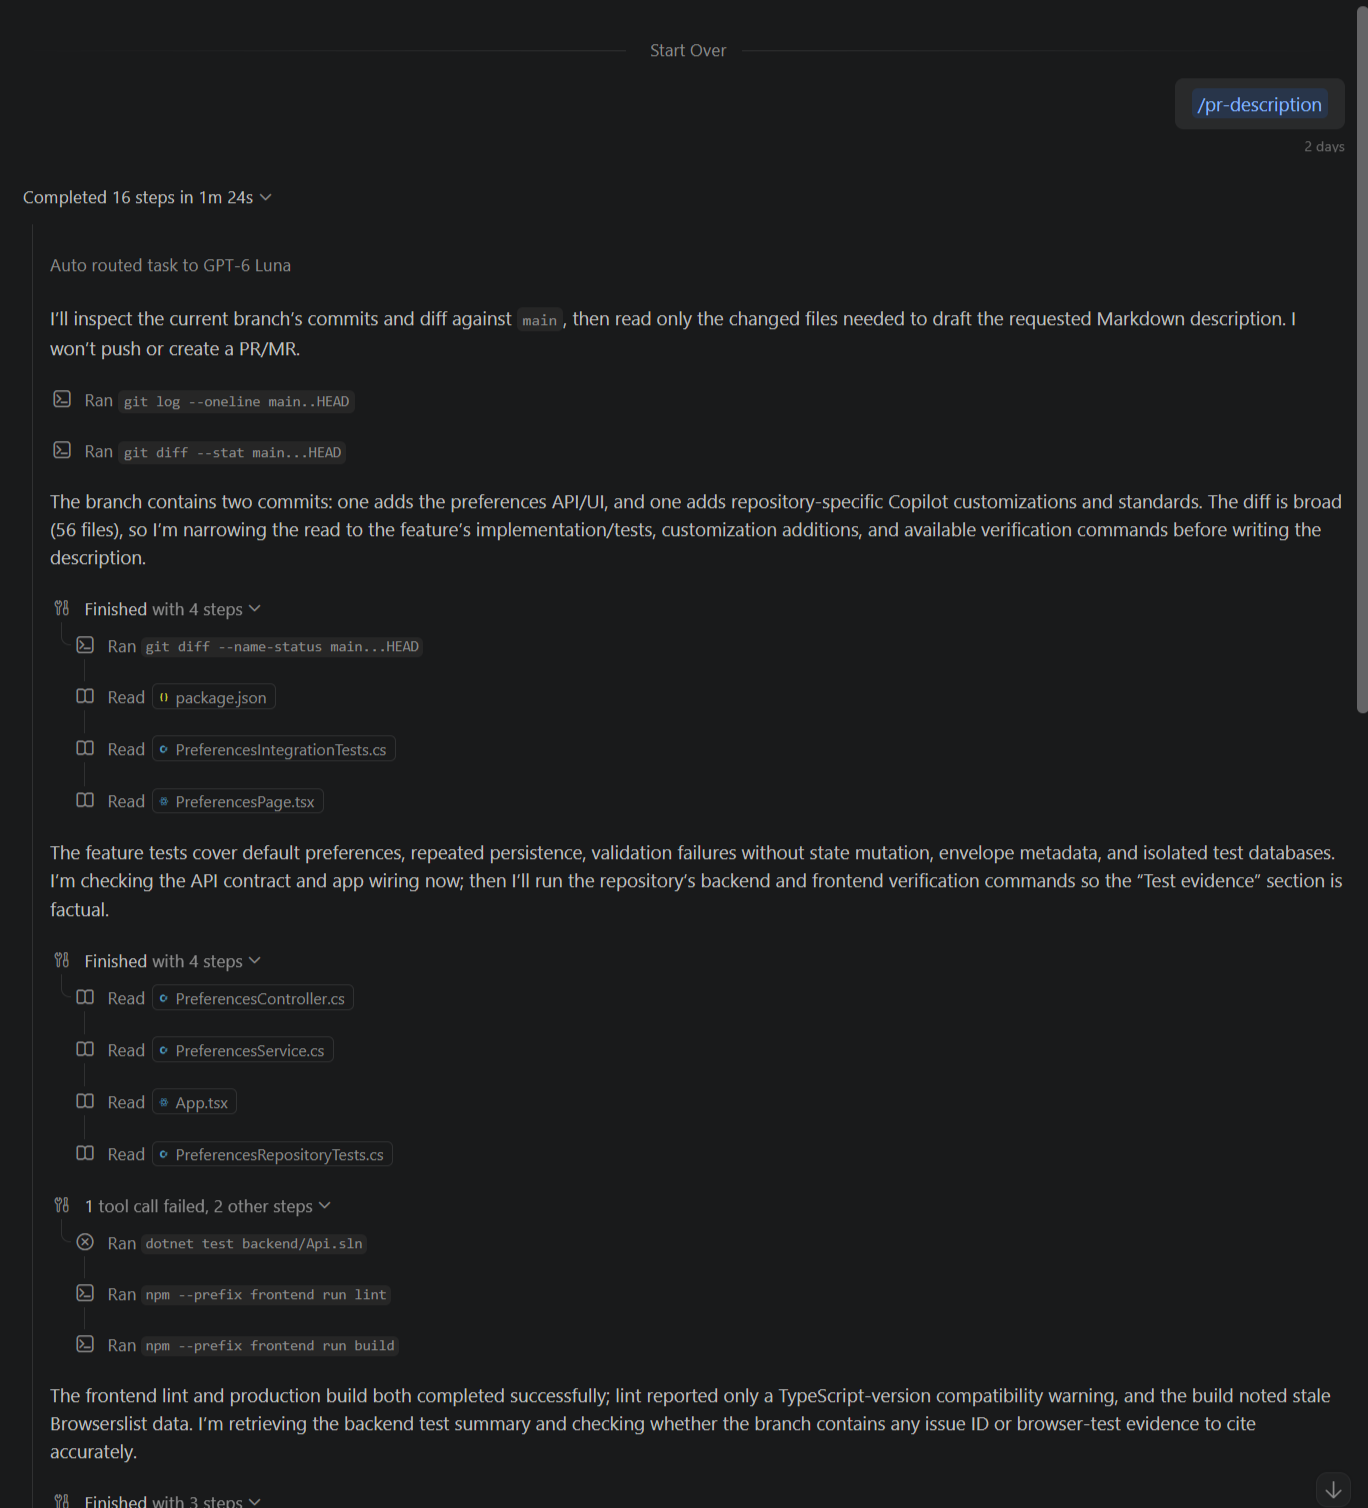 Start Over
/pr-description
2 days
Completed 16 steps in 1m 24s
Auto routed task to GPT-6 Luna
I'll inspect the current branch's commits and diff against main, then read only the changed files needed to draft the requested Markdown description. I
won't push or create a PR/MR.
Ran git log --oneline main..HEAD
Ran git diff --stat main...HEAD
The branch contains two commits: one adds the preferences API/UI, and one adds repository-specific Copilot customizations and standards. The diff is broad
(56 files), so I'm narrowing the read to the feature's implementation/tests, customization additions, and available verification commands before writing the
description.
Finished with 4 steps
Ran git diff --name-status main...HEAD
Read package.json
Read PreferencesIntegrationTests.cs
Read PreferencesPage.tsx
The feature tests cover default preferences, repeated persistence, validation failures without state mutation, envelope metadata, and isolated test databases.
I'm checking the API contract and app wiring now; then I'll run the repository's backend and frontend verification commands so the “Test evidence” section is
factual.
Finished with 4 steps
Read PreferencesController.cs
Read PreferencesService.cs
Read App.tsx
Read PreferencesRepositoryTests.cs
1 tool call failed, 2 other steps
Ran dotnet test backend/Api.sln
Ran npm --prefix frontend run lint
Ran npm --prefix frontend run build
The frontend lint and production build both completed successfully; lint reported only a TypeScript-version compatibility warning, and the build noted stale
Browserslist data. I'm retrieving the backend test summary and checking whether the branch contains any issue ID or browser-test evidence to cite
accurately.
Finished with 3 steps